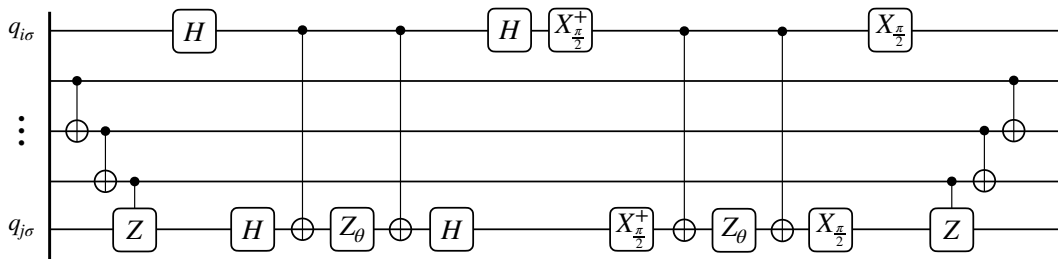 q_{iσ} H H X^+_{π/2} X_{π/2}
⋮
q_{jσ} Z H Z_θ H X^+_{π/2} Z_θ X_{π/2} Z